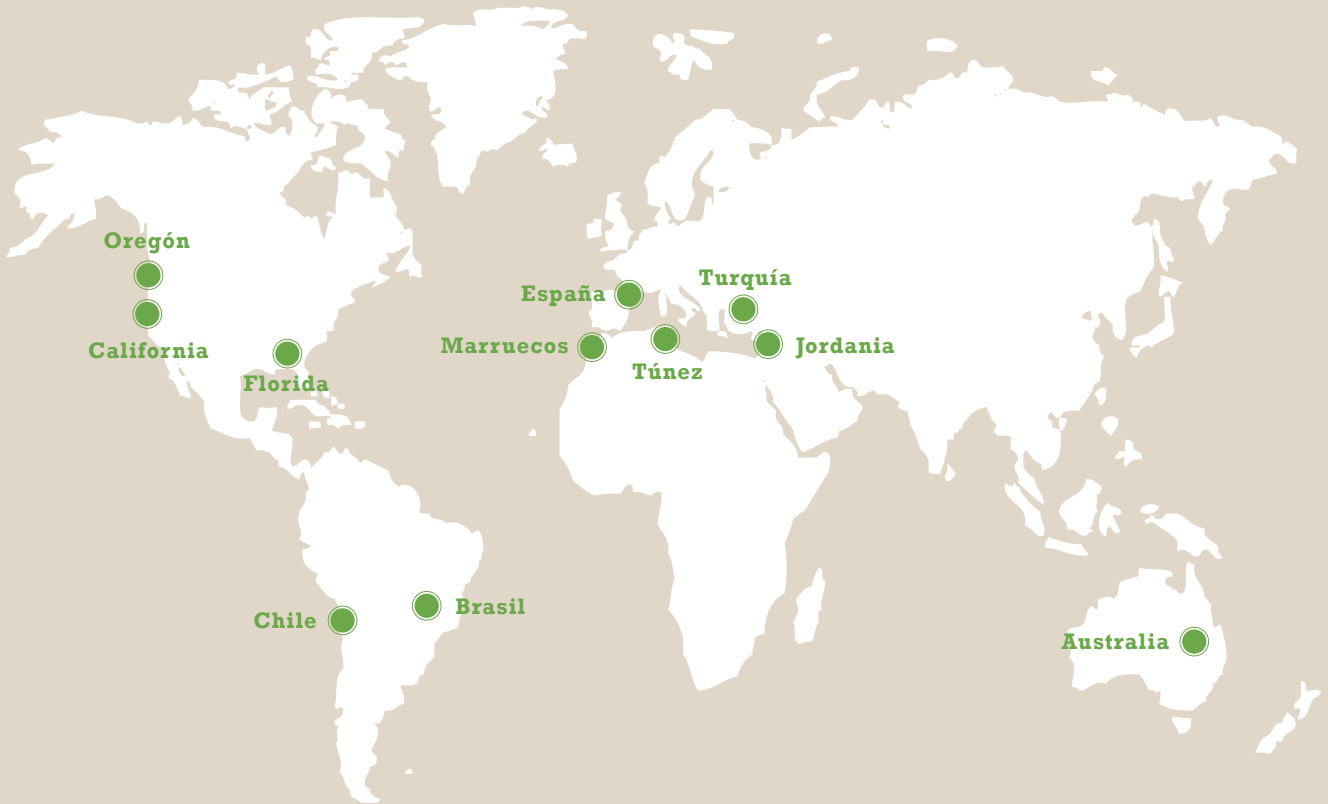 Oregón
Turquía
España
Marruecos
Jordania
California
Túnez
Florida
Brasil
Chile
Australia